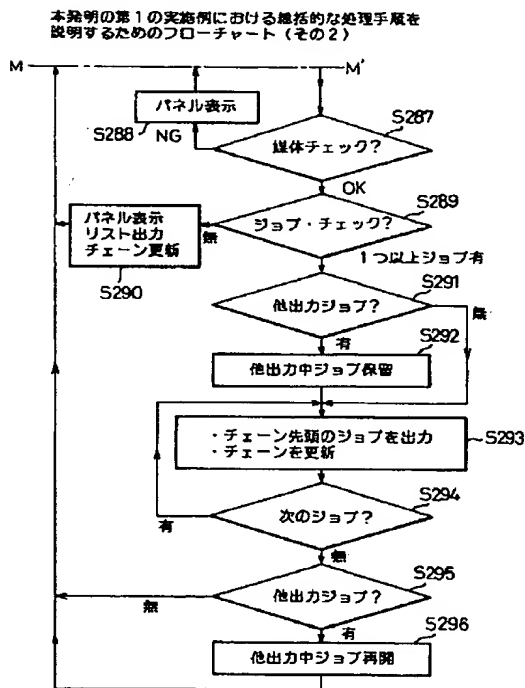 本発明の第1の実施例における総括的な処理手順を
説明するためのフローチャート（その2）
M
M'
パネル表示
S288
NG
S287
媒体チェック？
OK
S289
ジョブ・チェック？
無
パネル表示
リスト出力
チェーン更新
S290
1つ以上ジョブ有
S291
他出力ジョブ？
無
有
S292
他出力中ジョブ保留
・チェーン先頭のジョブを出力
・チェーンを更新
S293
S294
次のジョブ？
有
無
S295
他出力ジョブ？
無
有
S296
他出力中ジョブ再開